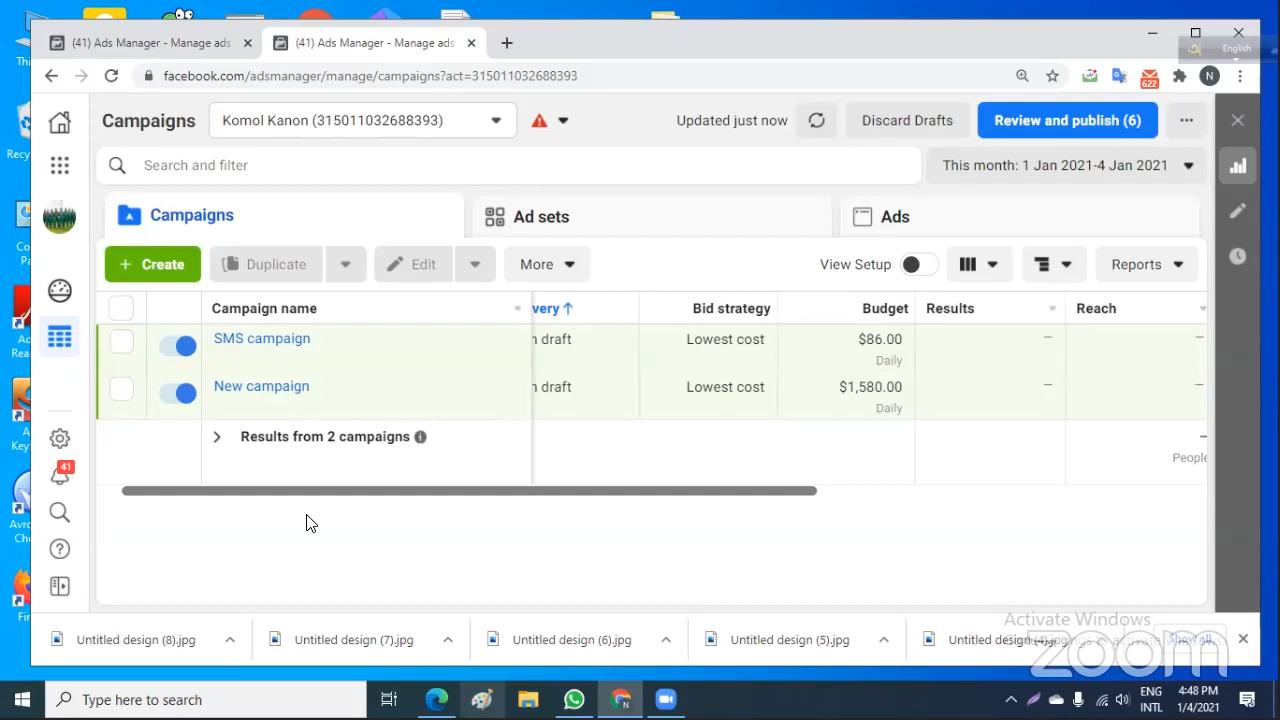 (41) Ads Manager - Manage ads
(41) Ads Manager - Manage ads
English
facebook.com/adsmanager/manage/campaigns?act=315011032688393
622
N
Campaigns
Komol Kanon (315011032688393)
Updated just now
Discard Drafts
Review and publish (6)
Search and filter
This month: 1 Jan 2021-4 Jan 2021
Campaigns
Ad sets
Ads
+ Create
Duplicate
Edit
More
View Setup
Reports
Campaign name
very ↑
Bid strategy
Budget
Results
Reach
SMS campaign
n draft
Lowest cost
$86.00
Daily
New campaign
n draft
Lowest cost
$1,580.00
Daily
Results from 2 campaigns
People
41
Untitled design (8).jpg
Untitled design (7).jpg
Untitled design (6).jpg
Untitled design (5).jpg
Untitled design (4).jpg
Show all
Activate Windows
zoom
Type here to search
ENG
INTL
4:48 PM
1/4/2021